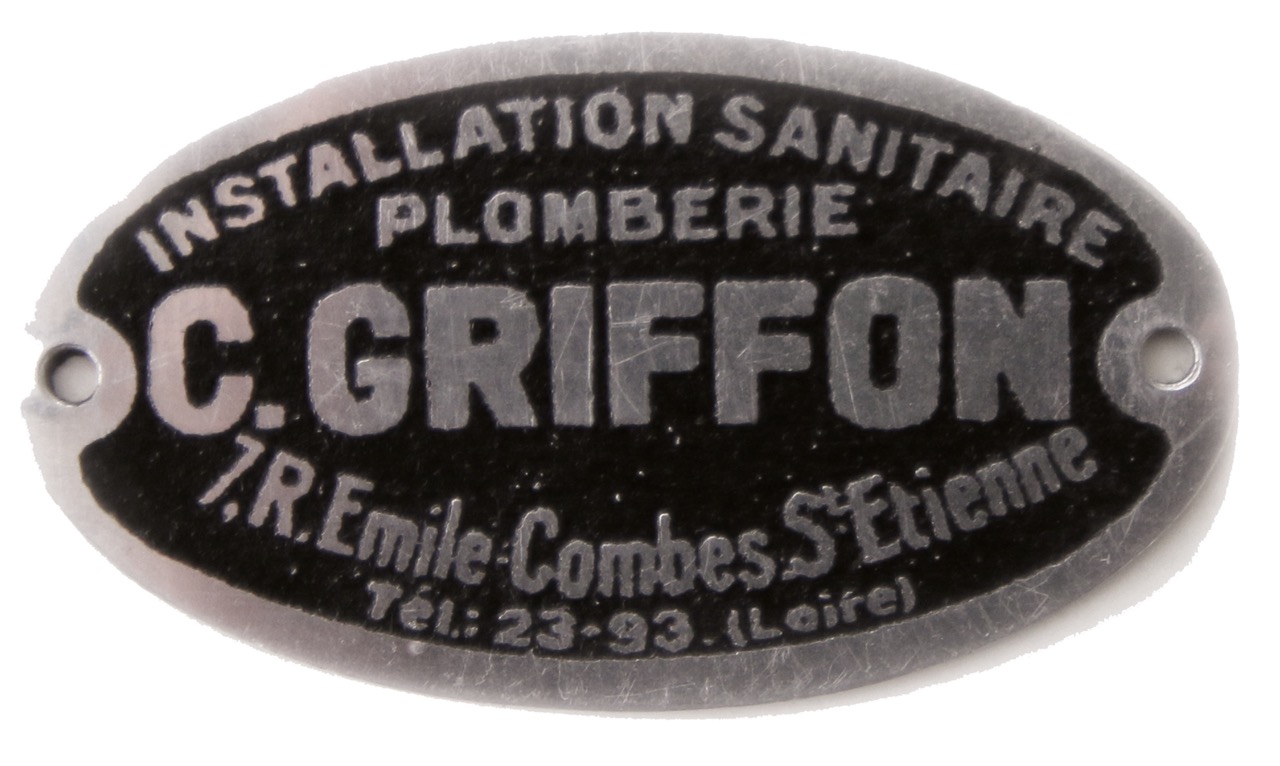 INSTALLATION SANITAIRE
PLOMBERIE
C. GRIFFON
7.R.Emile-Combes.St-Etienne
Tél.: 23-93.(Loire)